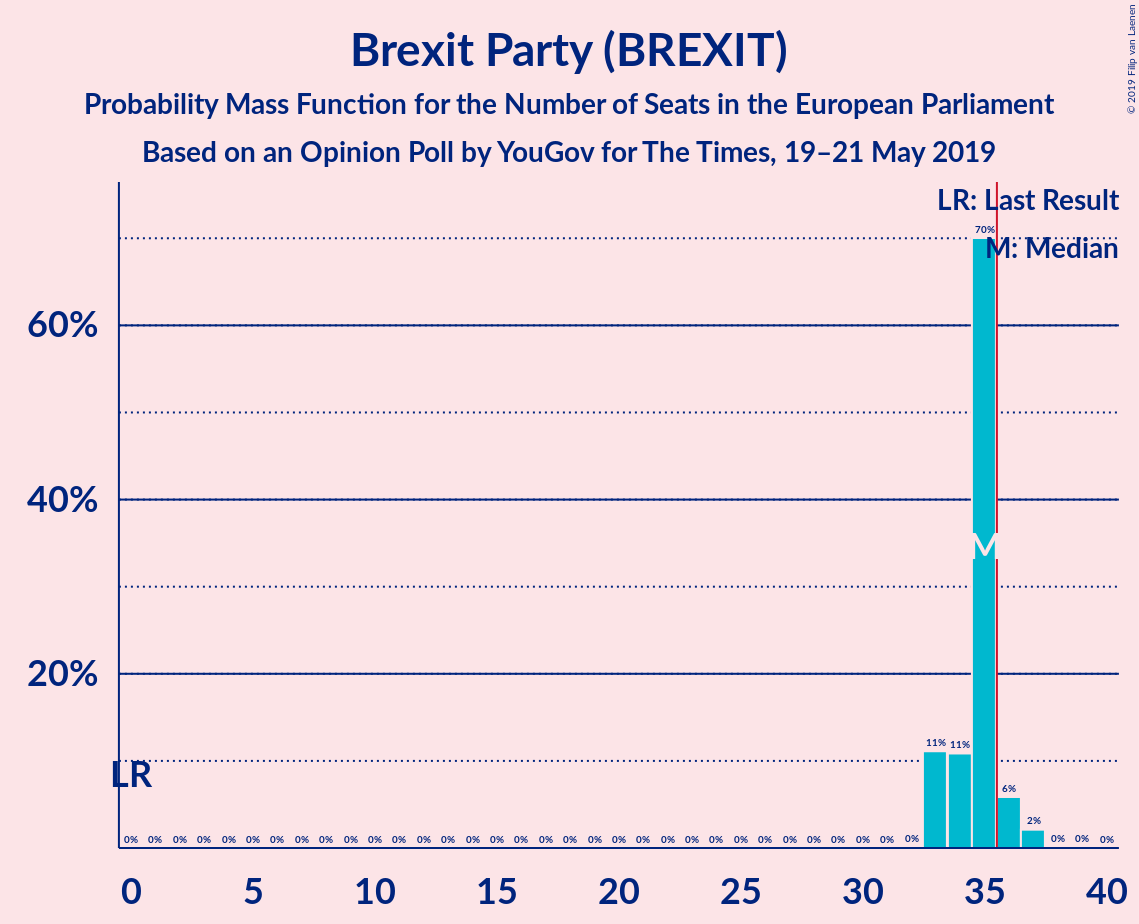 Brexit Party (BREXIT)
Probability Mass Function for the Number of Seats in the European Parliament
Based on an Opinion Poll by YouGov for The Times, 19–21 May 2019
© 2019 Filip van Laenen
LR: Last Result
M: Median
70%
60%
40%
M
20%
LR
11% 11%
6%
2%
0% 0% 0% 0% 0% 0% 0% 0% 0% 0% 0% 0% 0% 0% 0% 0% 0% 0% 0% 0% 0% 0% 0% 0% 0% 0% 0% 0% 0% 0% 0% 0% 0% 0% 0% 0%
0 5 10 15 20 25 30 35 40